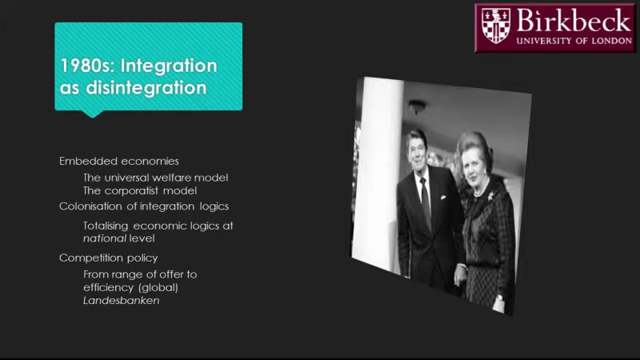 Birkbeck
UNIVERSITY OF LONDON
1980s: Integration
as disintegration
Embedded economies
The universal welfare model
The corporatist model
Colonisation of integration logics
Totalising economic logics at
national level
Competition policy
From range of offer to
efficiency (global)
Landesbanken